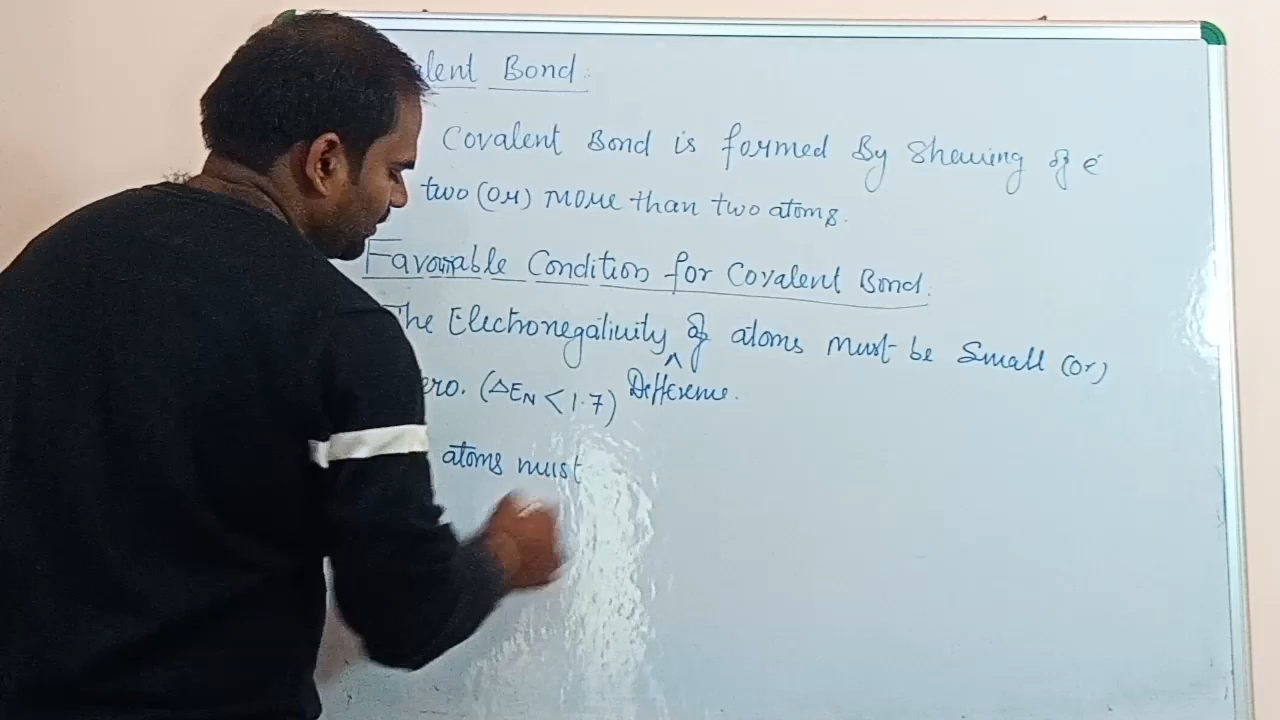 alent Bond:
Covalent Bond is formed By Sharing of e⁻
two (or) more than two atoms.
Favourable Condition for Covalent Bond.
The Electronegativity ^ of atoms must be Small (or)
ero. (ΔEN < 1.7) Difference.
atoms must